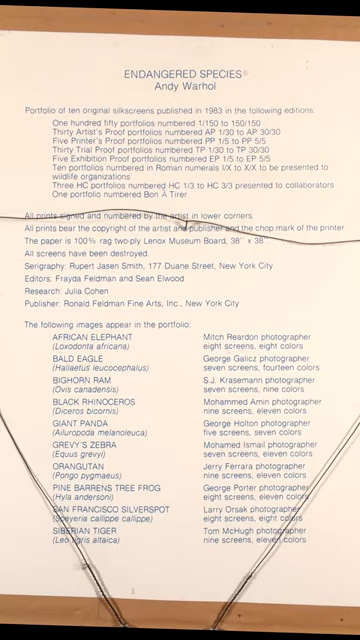 ENDANGERED SPECIES©
Andy Warhol
Portfolio of ten original silkscreens published in 1983 in the following editions:
One hundred fifty portfolios numbered 1/150 to 150/150
Thirty Artist's Proof portfolios numbered AP 1/30 to AP 30/30
Five Printer's Proof portfolios numbered PP 1/5 to PP 5/5
Thirty Trial Proof portfolios numbered TP 1/30 to TP 30/30
Five Exhibition Proof portfolios numbered EP 1/5 to EP 5/5
Ten portfolios numbered in Roman numerals I/X to X/X to be presented to
wildlife organizations
Three HC portfolios numbered HC 1/3 to HC 3/3 presented to collaborators
One portfolio numbered Bon À Tirer
All prints signed and numbered by the artist in lower corners.
All prints bear the copyright of the artist and publisher and the chop mark of the printer.
The paper is 100% rag two-ply Lenox Museum Board, 38" x 38".
All screens have been destroyed.
Serigraphy: Rupert Jasen Smith, 177 Duane Street, New York City
Editors: Frayda Feldman and Sean Elwood
Research: Julia Cohen
Publisher: Ronald Feldman Fine Arts, Inc., New York City
The following images appear in the portfolio:
AFRICAN ELEPHANT Mitch Reardon photographer
(Loxodonta africana) eight screens, eight colors
BALD EAGLE George Galicz photographer
(Haliaetus leucocephalus) seven screens, fourteen colors
BIGHORN RAM S.J. Krasemann photographer
(Ovis canadensis) seven screens, nine colors
BLACK RHINOCEROS Mohammed Amin photographer
(Diceros bicornis) nine screens, eleven colors
GIANT PANDA George Holton photographer
(Ailuropoda melanoleuca) five screens, seven colors
GREVY'S ZEBRA Mohamed Ismail photographer
(Equus grevyi) seven screens, eleven colors
ORANGUTAN Jerry Ferrara photographer
(Pongo pygmaeus) nine screens, eleven colors
PINE BARRENS TREE FROG George Porter photographer
(Hyla andersoni) eight screens, eleven colors
SAN FRANCISCO SILVERSPOT Larry Orsak photographer
(Speyeria callippe callippe) eight screens, eight colors
SIBERIAN TIGER Tom McHugh photographer
(Leo tigris altaica) nine screens, eleven colors